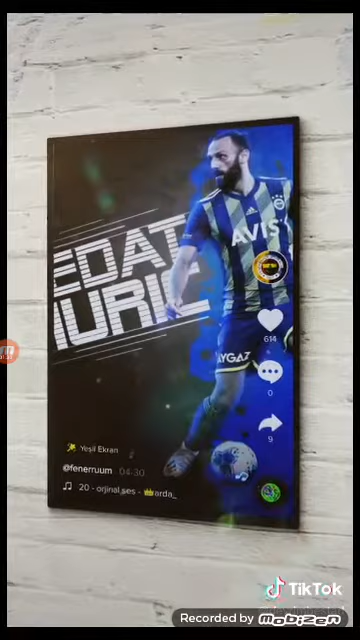 EDAT
URIC
AVIS
AYGAZ
614
0
9
Yeşil Ekran
@fenerruum · 04-30
20 - orjinal ses - 👑arda_
TikTok
Recorded by mobizen